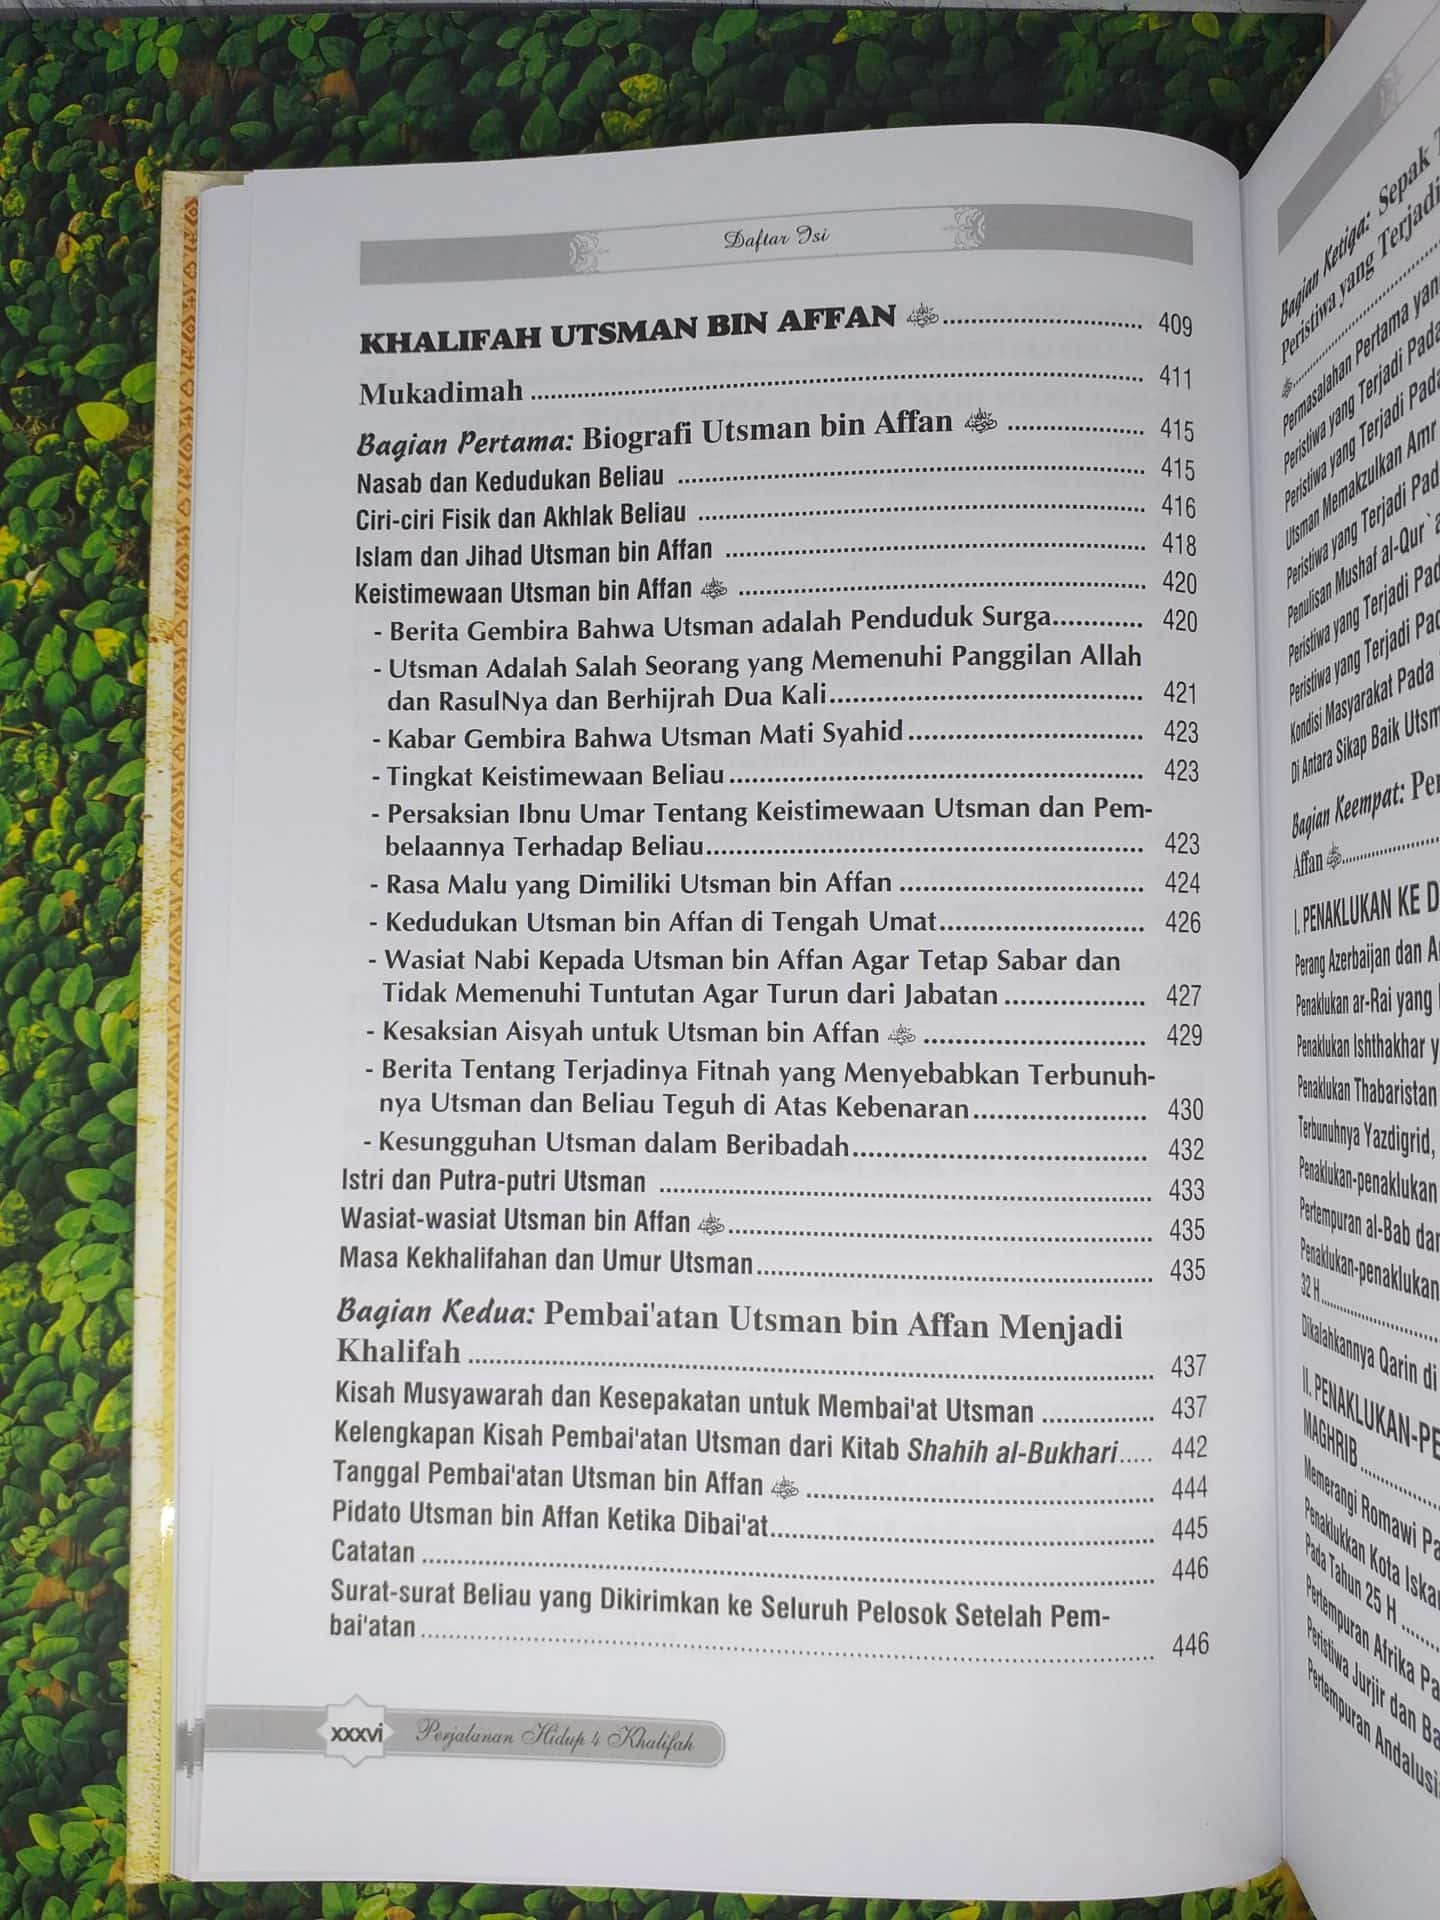 Daftar Isi
KHALIFAH UTSMAN BIN AFFAN ........ 409
Mukadimah ........ 411
Bagian Pertama: Biografi Utsman bin Affan ........ 415
Nasab dan Kedudukan Beliau ........ 415
Ciri-ciri Fisik dan Akhlak Beliau ........ 416
Islam dan Jihad Utsman bin Affan ........ 418
Keistimewaan Utsman bin Affan ........ 420
- Berita Gembira Bahwa Utsman adalah Penduduk Surga........ 420
- Utsman Adalah Salah Seorang yang Memenuhi Panggilan Allah
dan RasulNya dan Berhijrah Dua Kali........ 421
- Kabar Gembira Bahwa Utsman Mati Syahid ........ 423
- Tingkat Keistimewaan Beliau ........ 423
- Persaksian Ibnu Umar Tentang Keistimewaan Utsman dan Pem-
belaannya Terhadap Beliau........ 423
- Rasa Malu yang Dimiliki Utsman bin Affan ........ 424
- Kedudukan Utsman bin Affan di Tengah Umat........ 426
- Wasiat Nabi Kepada Utsman bin Affan Agar Tetap Sabar dan
Tidak Memenuhi Tuntutan Agar Turun dari Jabatan ........ 427
- Kesaksian Aisyah untuk Utsman bin Affan ........ 429
- Berita Tentang Terjadinya Fitnah yang Menyebabkan Terbunuh-
nya Utsman dan Beliau Teguh di Atas Kebenaran ........ 430
- Kesungguhan Utsman dalam Beribadah........ 432
Istri dan Putra-putri Utsman ........ 433
Wasiat-wasiat Utsman bin Affan ........ 435
Masa Kekhalifahan dan Umur Utsman........ 435
Bagian Kedua: Pembai'atan Utsman bin Affan Menjadi
Khalifah ........ 437
Kisah Musyawarah dan Kesepakatan untuk Membai'at Utsman ........ 437
Kelengkapan Kisah Pembai'atan Utsman dari Kitab Shahih al-Bukhari..... 442
Tanggal Pembai'atan Utsman bin Affan ........ 444
Pidato Utsman bin Affan Ketika Dibai'at........ 445
Catatan ........ 446
Surat-surat Beliau yang Dikirimkan ke Seluruh Pelosok Setelah Pem-
bai'atan ........ 446
xxxvi Perjalanan Hidup 4 Khalifah
Bagian Ketiga: Sepak
Peristiwa yang Terjadi
Permasalahan Pertama yang
Peristiwa yang Terjadi Pada
Peristiwa yang Terjadi Pada
Utsman Memakzulkan Amr
Peristiwa yang Terjadi
Penulisan Mushaf al-Qur`a
Peristiwa yang Terjadi
Peristiwa yang Terjadi
Kondisi Masyarakat Pada
Di Antara Sikap Baik Utsm
Bagian Keempat:
Affan ........
I. PENAKLUKAN KE
Perang Azerbaijan dan
Penaklukan ar-Rai yang
Penaklukan Ishthakhar
Penaklukan Thabaristan
Terbunuhnya Yazdigrid,
Penaklukan-penaklukan
Pertempuran al-Bab
Penaklukan-penaklukan
32 H........
Dikalahkannya Qarin di
II. PENAKLUKAN-PE
MAGHRIB ........
Memerangi Romawi
Penaklukkan Kota
Pada Tahun 25 H ........
Pertempuran Afrika
Peristiwa Jurjir dan
Pertempuran